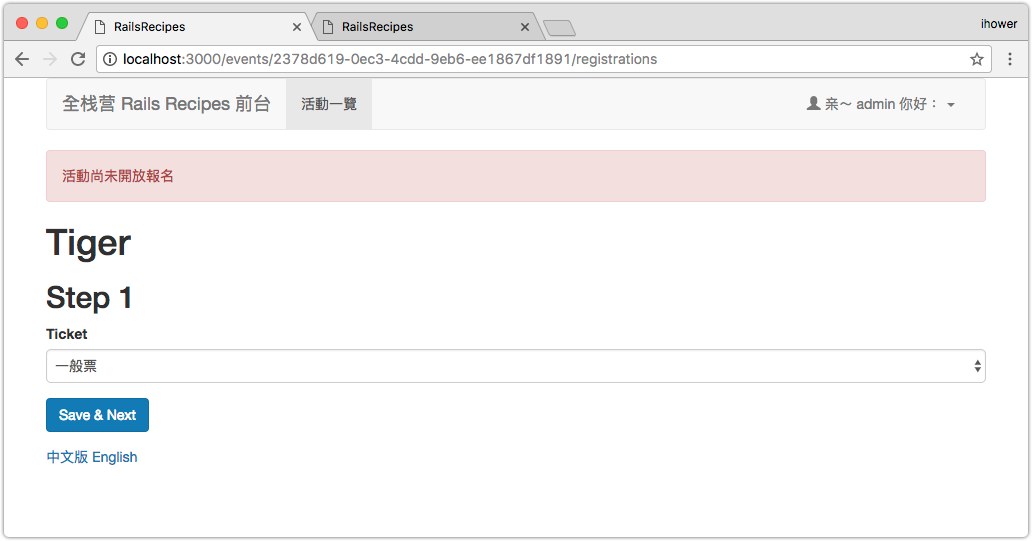 RailsRecipes
RailsRecipes
ihower
localhost:3000/events/2378d619-0ec3-4cdd-9eb6-ee1867df1891/registrations
全栈营 Rails Recipes 前台
活動一覽
亲～ admin 你好：
活動尚未開放報名
Tiger
Step 1
Ticket
一般票
Save & Next
中文版 English